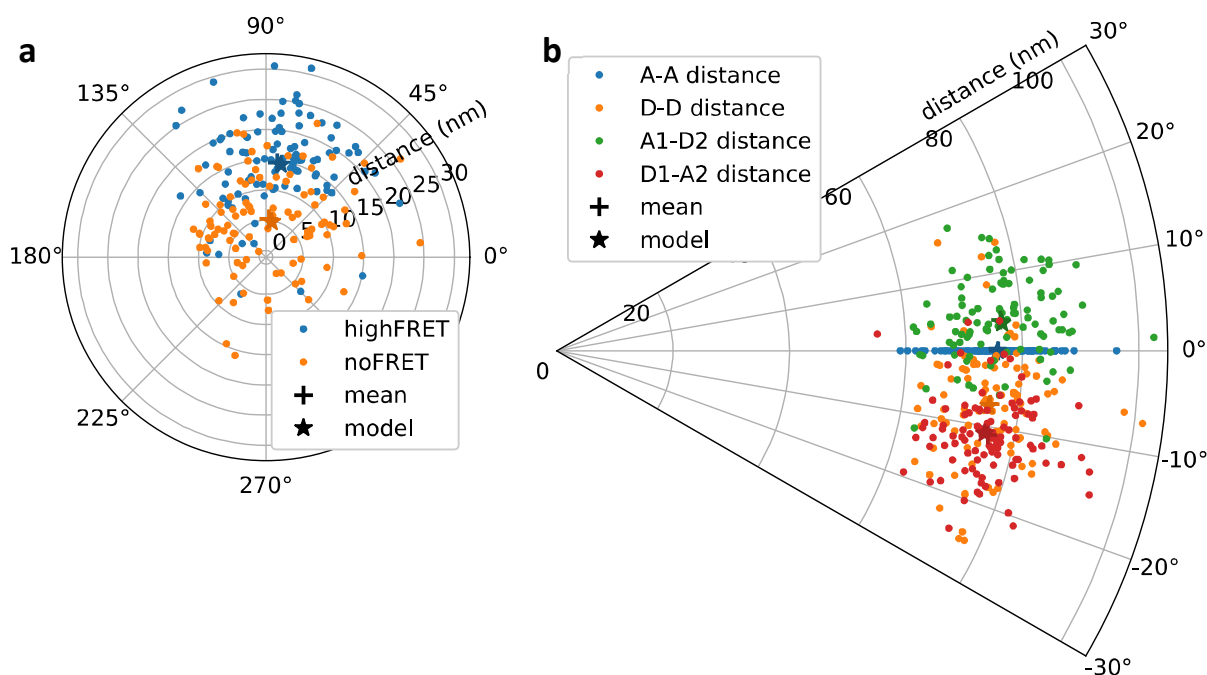 a
90°
135°
45°
distance (nm)
180°
0
5
10
15
20
25
30
0°
225°
270°
highFRET
noFRET
mean
model
b
A-A distance
D-D distance
A1-D2 distance
D1-A2 distance
mean
model
distance (nm)
0
20
60
80
100
30°
20°
10°
0°
-10°
-20°
-30°